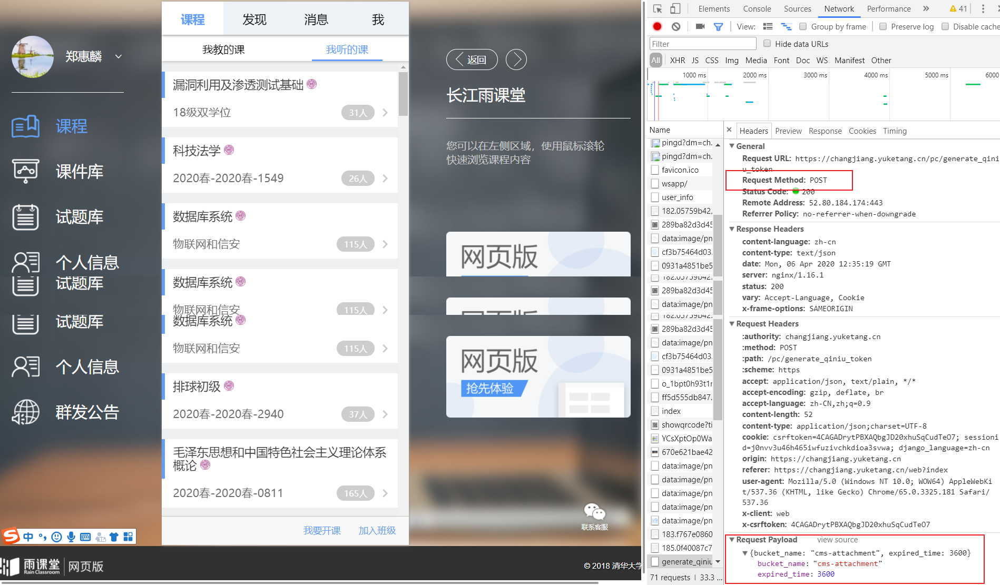 郑惠麟
课程
课件库
试题库
个人信息
试题库
试题库
个人信息
群发公告
中
雨课堂
Rain Classroom
网页版
课程
发现
消息
我
我教的课
我听的课
漏洞利用及渗透测试基础
18级双学位
31人
科技法学
2020春-2020春-1549
26人
数据库系统
物联网和信安
115人
数据库系统
物联网和信安
115人
数据库系统
物联网和信安
115人
排球初级
2020春-2020春-2940
37人
毛泽东思想和中国特色社会主义理论体系
概论
2020春-2020春-0811
165人
我要开课
加入班级
返回
长江雨课堂
您可以在左侧区域，使用鼠标滚轮
快速浏览课程内容
网页版
网页版
抢先体验
联系客服
© 2018 清华大学
Elements Console Sources Network Performance 41
View: Group by frame Preserve log Disable cache
Filter Hide data URLs
All XHR JS CSS Img Media Font Doc WS Manifest Other
1000 ms 2000 ms 3000 ms 4000 ms 5000 ms 6000
Name
pingd?dm=ch.
pingd?dm=ch.
favicon.ico
wsapp/
user_info
182.05759b42.
289ba82d3d45
data:image/pn
cf3b75464d03.
0931a4851be5
182.05759b42.
289ba82d3d45
data:image/pn
182.05759b42.
289ba82d3d45
data:image/pn
cf3b75464d03.
0931a4851be5
o_1bpt0h93t1r
ff5d555db847.
index
showqrcode?ti
YCsXptOp0Wa
670e621bae42
data:image/pn
data:image/pn
data:image/pn
data:image/pn
data:image/pn
183.f767e0860
185.0f40087c7
generate_qiniu
71 requests | 33.3 ...
Headers Preview Response Cookies Timing
General
Request URL: https://changjiang.yuketang.cn/pc/generate_qini
u_token
Request Method: POST
Status Code: 200
Remote Address: 52.80.184.174:443
Referrer Policy: no-referrer-when-downgrade
Response Headers
content-language: zh-cn
content-type: text/json
date: Mon, 06 Apr 2020 12:35:19 GMT
server: nginx/1.16.1
status: 200
vary: Accept-Language, Cookie
x-frame-options: SAMEORIGIN
Request Headers
:authority: changjiang.yuketang.cn
:method: POST
:path: /pc/generate_qiniu_token
:scheme: https
accept: application/json, text/plain, */*
accept-encoding: gzip, deflate, br
accept-language: zh-CN,zh;q=0.9
content-length: 52
content-type: application/json;charset=UTF-8
cookie: csrftoken=4CAGADrytPBXAQbgJD20xhuSqCudTeO7; sessioni
d=j0nvv3u46h465iwfuzivchkdioa3svwa; django_language=zh-cn
origin: https://changjiang.yuketang.cn
referer: https://changjiang.yuketang.cn/web?index
user-agent: Mozilla/5.0 (Windows NT 10.0; WOW64) AppleWebKi
t/537.36 (KHTML, like Gecko) Chrome/65.0.3325.181 Safari/
537.36
x-client: web
x-csrftoken: 4CAGADrytPBXAQbgJD20xhuSqCudTeO7
Request Payload view source
{bucket_name: "cms-attachment", expired_time: 3600}
bucket_name: "cms-attachment"
expired_time: 3600